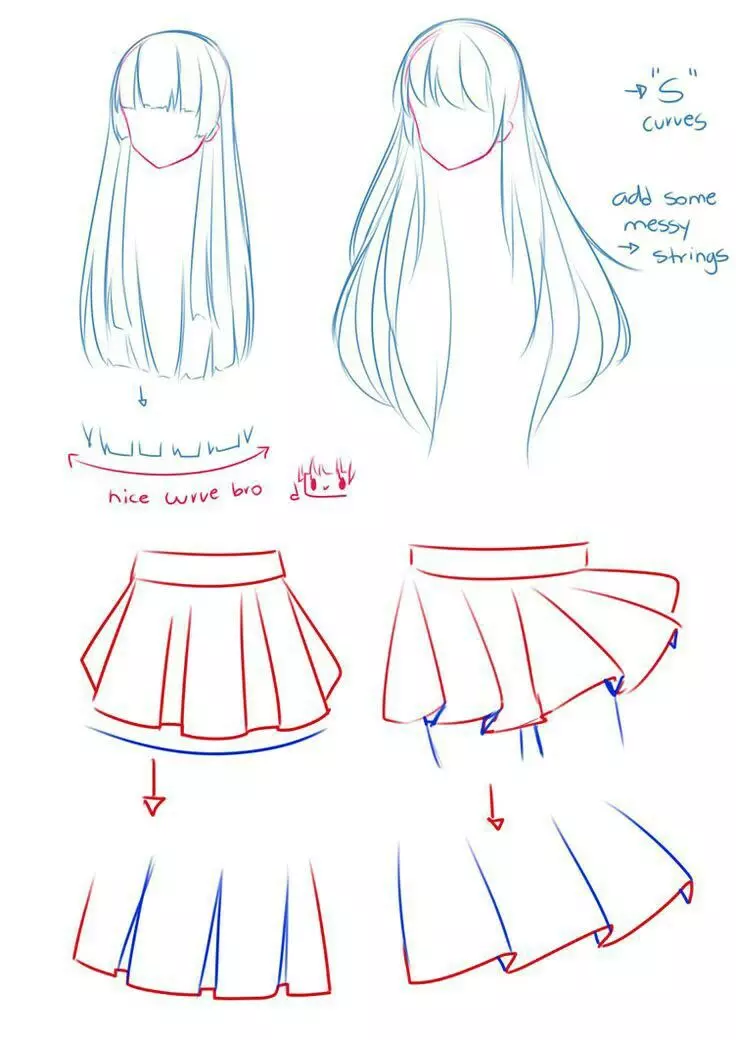 → "S"
curves
add some
messy
→ strings
nice curve bro